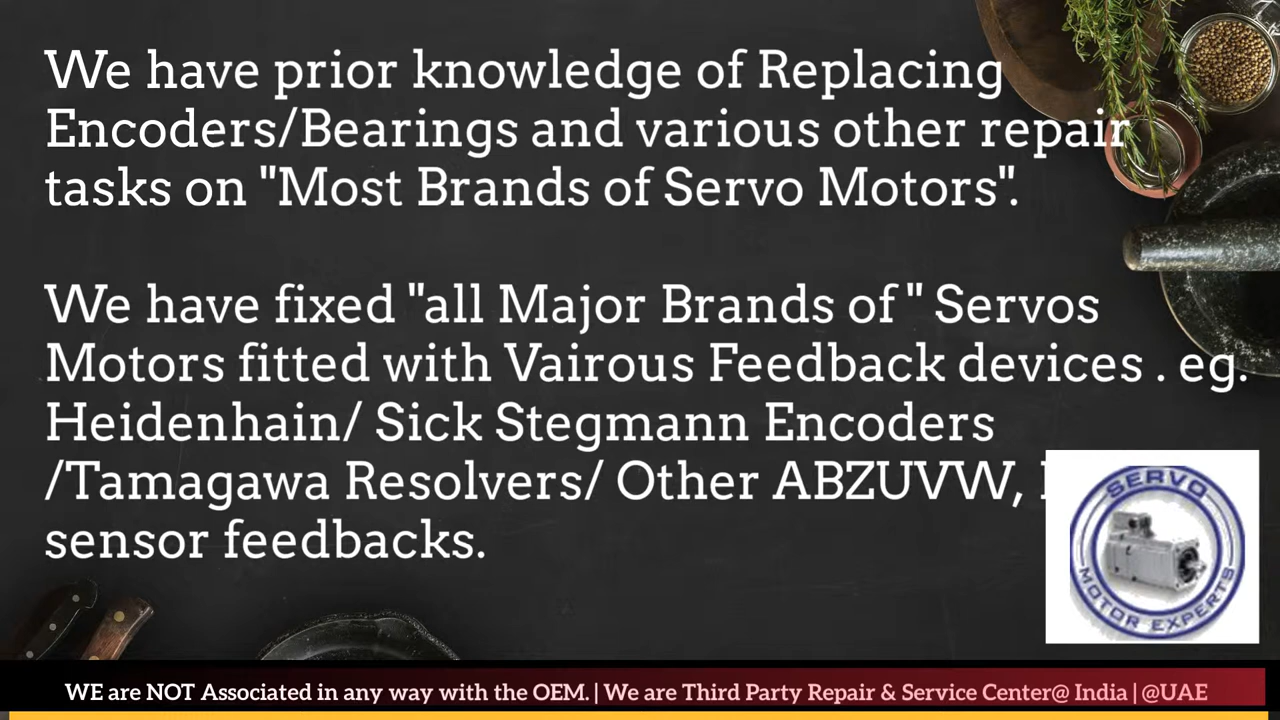 We have prior knowledge of Replacing
Encoders/Bearings and various other repair
tasks on "Most Brands of Servo Motors".
We have fixed "all Major Brands of " Servos
Motors fitted with Vairous Feedback devices . eg.
Heidenhain/ Sick Stegmann Encoders
/Tamagawa Resolvers/ Other ABZUVW,
sensor feedbacks.
SERVO
MOTOR EXPERTS
WE are NOT Associated in any way with the OEM. | We are Third Party Repair & Service Center@ India | @UAE